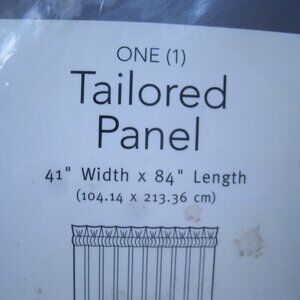 ONE (1)
Tailored
Panel
41" Width x 84" Length
(104.14 x 213.36 cm)